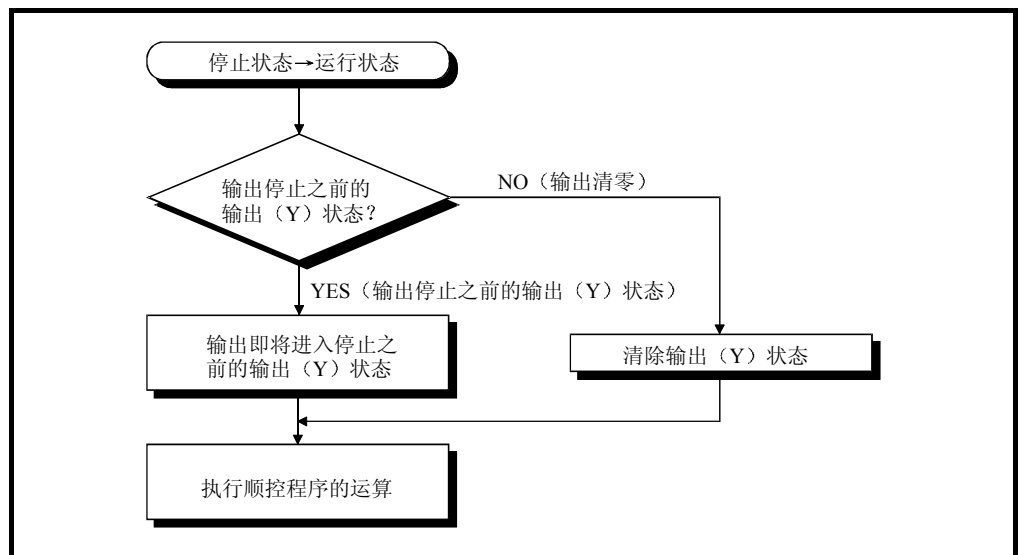 停止状态→运行状态
输出停止之前的
输出（Y）状态？
NO（输出清零）
YES（输出停止之前的输出（Y）状态）
输出即将进入停止之
前的输出（Y）状态
清除输出（Y）状态
执行顺控程序的运算